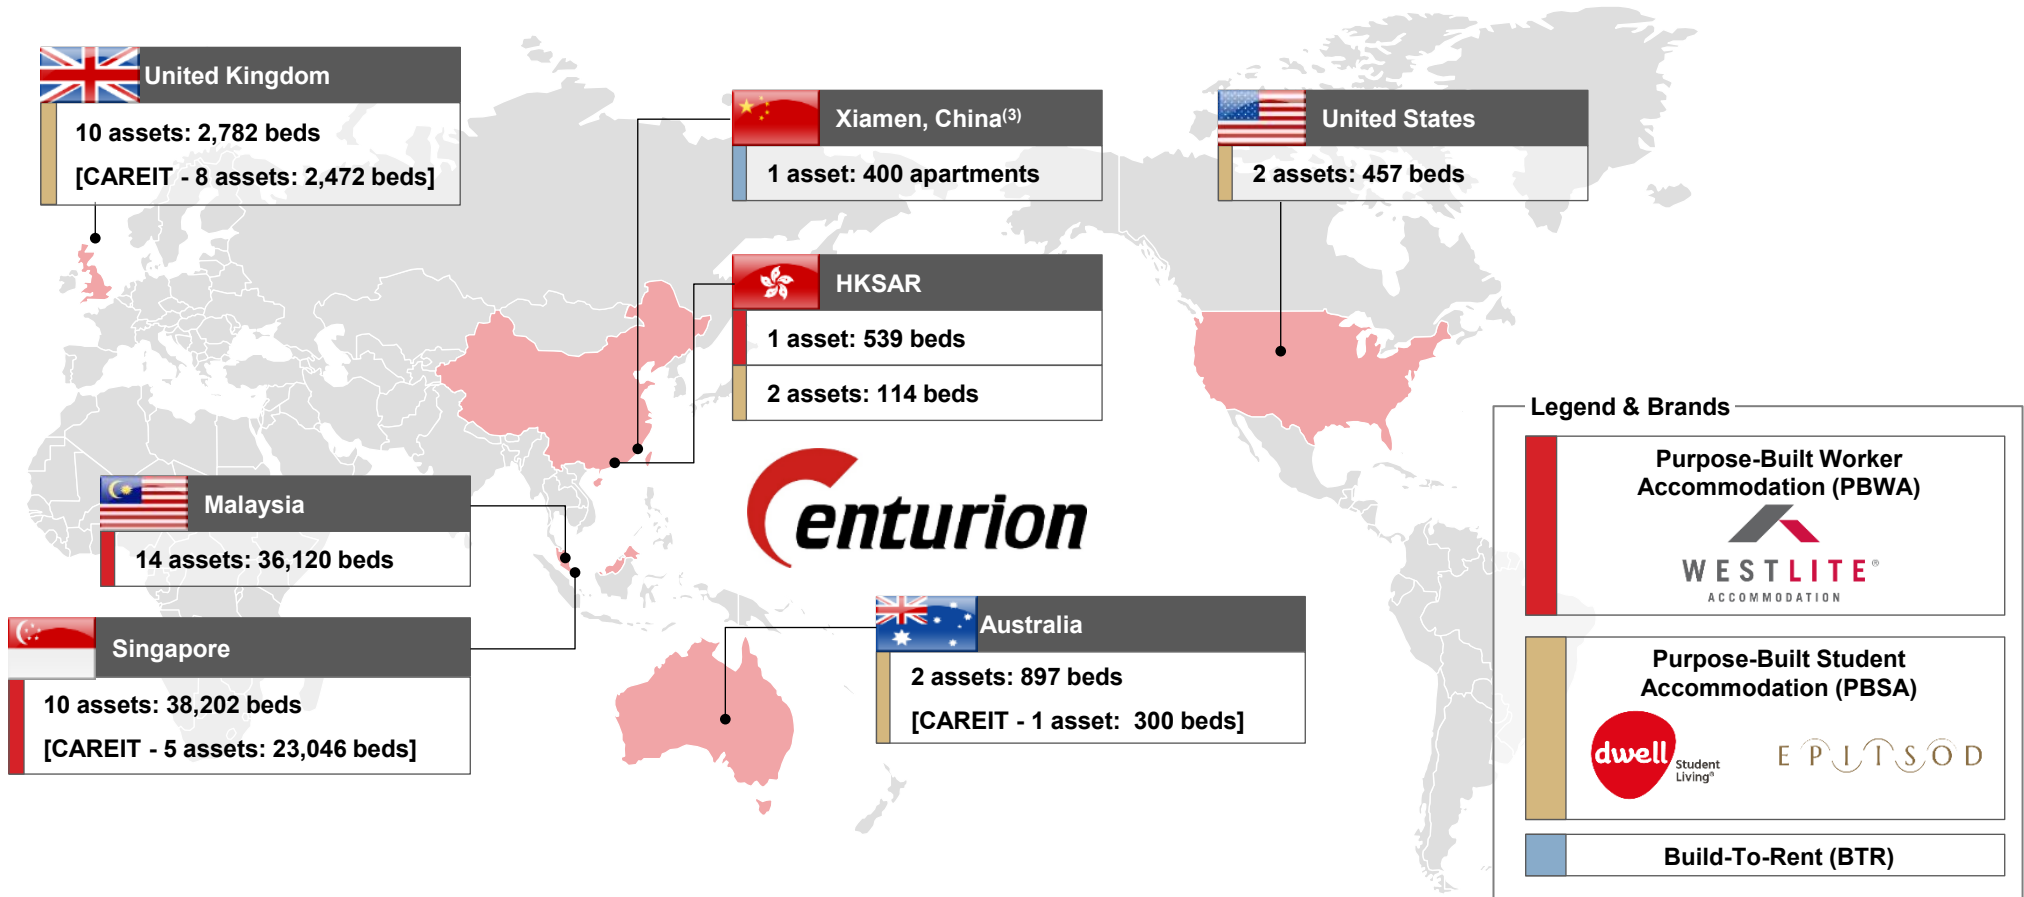 United Kingdom
10 assets: 2,782 beds
[CAREIT - 8 assets: 2,472 beds]
Xiamen, China(3)
1 asset: 400 apartments
United States
2 assets: 457 beds
HKSAR
1 asset: 539 beds
2 assets: 114 beds
Centurion
Malaysia
14 assets: 36,120 beds
Singapore
10 assets: 38,202 beds
[CAREIT - 5 assets: 23,046 beds]
Australia
2 assets: 897 beds
[CAREIT - 1 asset: 300 beds]
Legend & Brands
Purpose-Built Worker
Accommodation (PBWA)
WESTLITE®
ACCOMMODATION
Purpose-Built Student
Accommodation (PBSA)
dwell
Student
Living®
EPIISOD
Build-To-Rent (BTR)